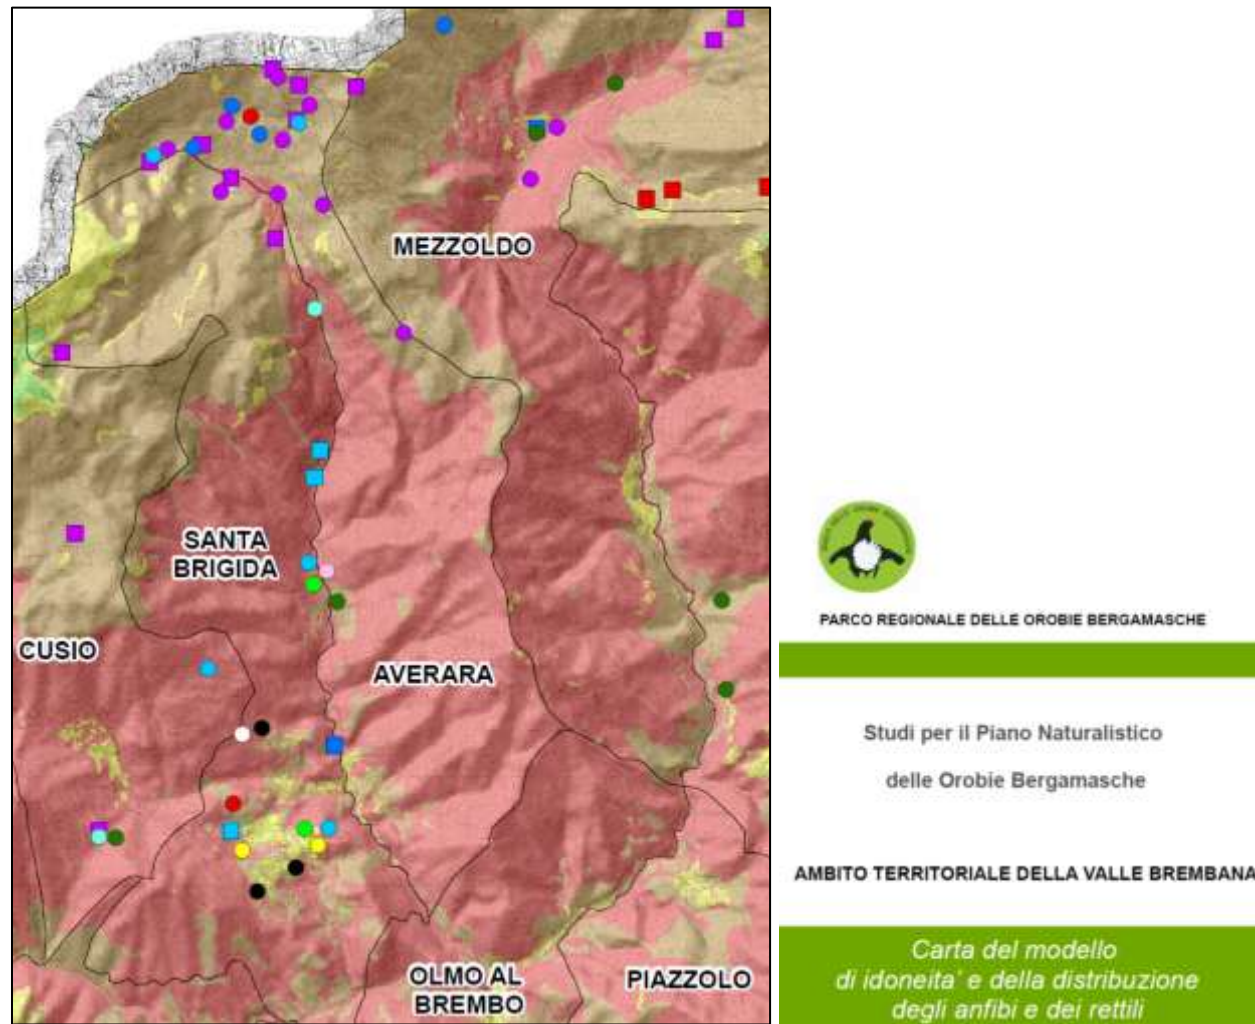 MEZZOLDO
SANTA
BRIGIDA
CUSIO
AVERARA
OLMO AL
BREMBO
PIAZZOLO
PARCO REGIONALE DELLE OROBIE BERGAMASCHE
Studi per il Piano Naturalistico
delle Orobie Bergamasche
AMBITO TERRITORIALE DELLA VALLE BREMBANA
Carta del modello
di idoneita' e della distribuzione
degli anfibi e dei rettili